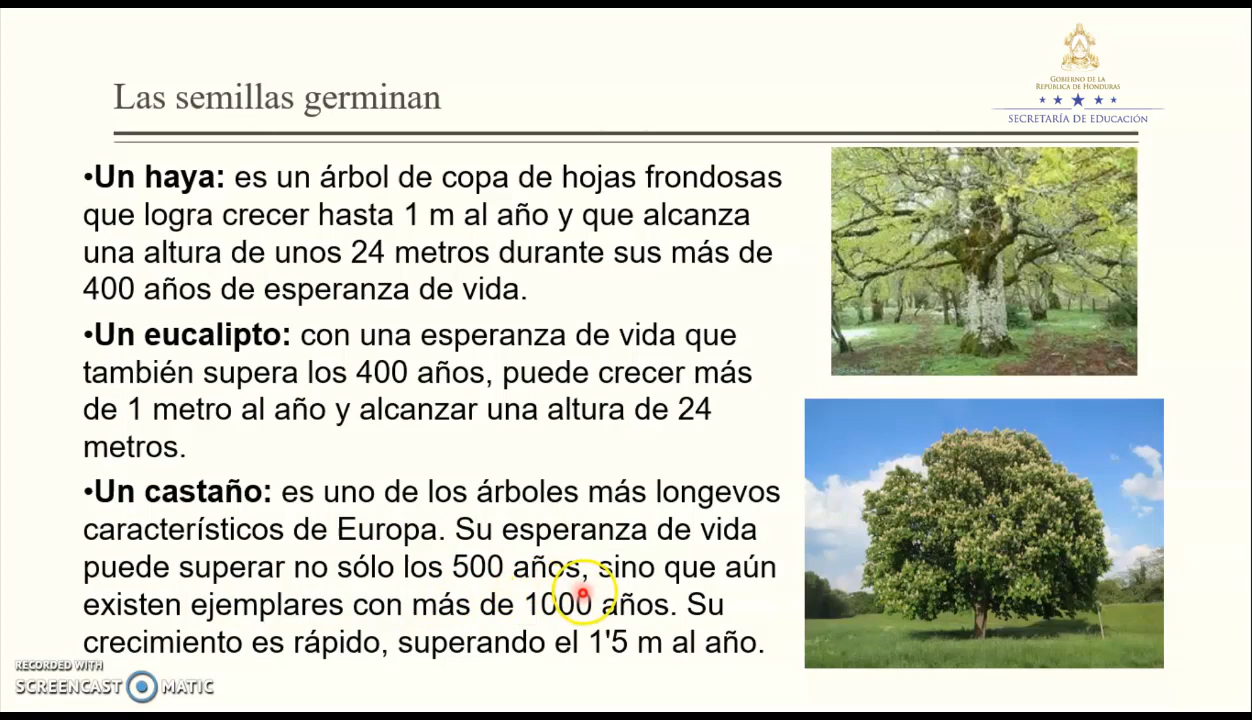 Las semillas germinan
GOBIERNO DE LA
REPÚBLICA DE HONDURAS
SECRETARÍA DE EDUCACIÓN
•Un haya: es un árbol de copa de hojas frondosas
que logra crecer hasta 1 m al año y que alcanza
una altura de unos 24 metros durante sus más de
400 años de esperanza de vida.
•Un eucalipto: con una esperanza de vida que
también supera los 400 años, puede crecer más
de 1 metro al año y alcanzar una altura de 24
metros.
•Un castaño: es uno de los árboles más longevos
característicos de Europa. Su esperanza de vida
puede superar no sólo los 500 años, sino que aún
existen ejemplares con más de 1000 años. Su
crecimiento es rápido, superando el 1'5 m al año.
RECORDED WITH
SCREENCAST MATIC